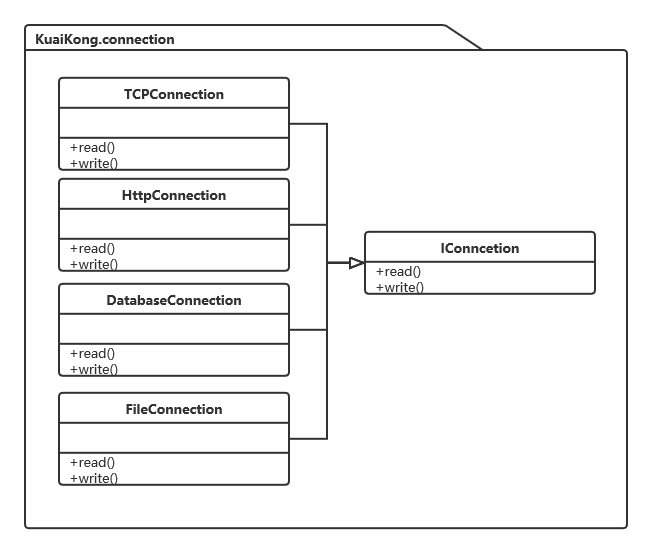 KuaiKong.connection
TCPConnection
+read()
+write()
HttpConnection
+read()
+write()
DatabaseConnection
+read()
+write()
FileConnection
+read()
+write()
IConncetion
+read()
+write()